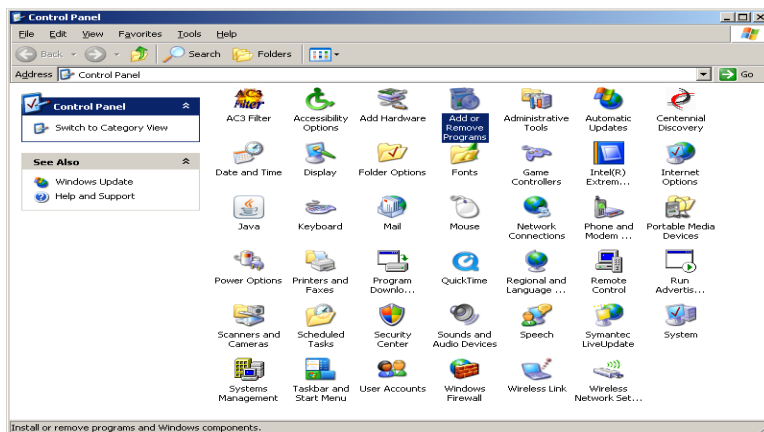 Control Panel
File Edit View Favorites Tools Help
Back Search Folders
Address Control Panel Go
Control Panel
Switch to Category View
See Also
Windows Update
Help and Support
AC3 Filter
Accessibility
Options
Add Hardware
Add or
Remove
Programs
Administrative
Tools
Automatic
Updates
Centennial
Discovery
Date and Time
Display
Folder Options
Fonts
Game
Controllers
Intel(R)
Extrem...
Internet
Options
Java
Keyboard
Mail
Mouse
Network
Connections
Phone and
Modem ...
Portable Media
Devices
Power Options
Printers and
Faxes
Program
Downlo...
QuickTime
Regional and
Language ...
Remote
Control
Run
Advertis...
Scanners and
Cameras
Scheduled
Tasks
Security
Center
Sounds and
Audio Devices
Speech
Symantec
LiveUpdate
System
Systems
Management
Taskbar and
Start Menu
User Accounts
Windows
Firewall
Wireless Link
Wireless
Network Set...
Install or remove programs and Windows components.